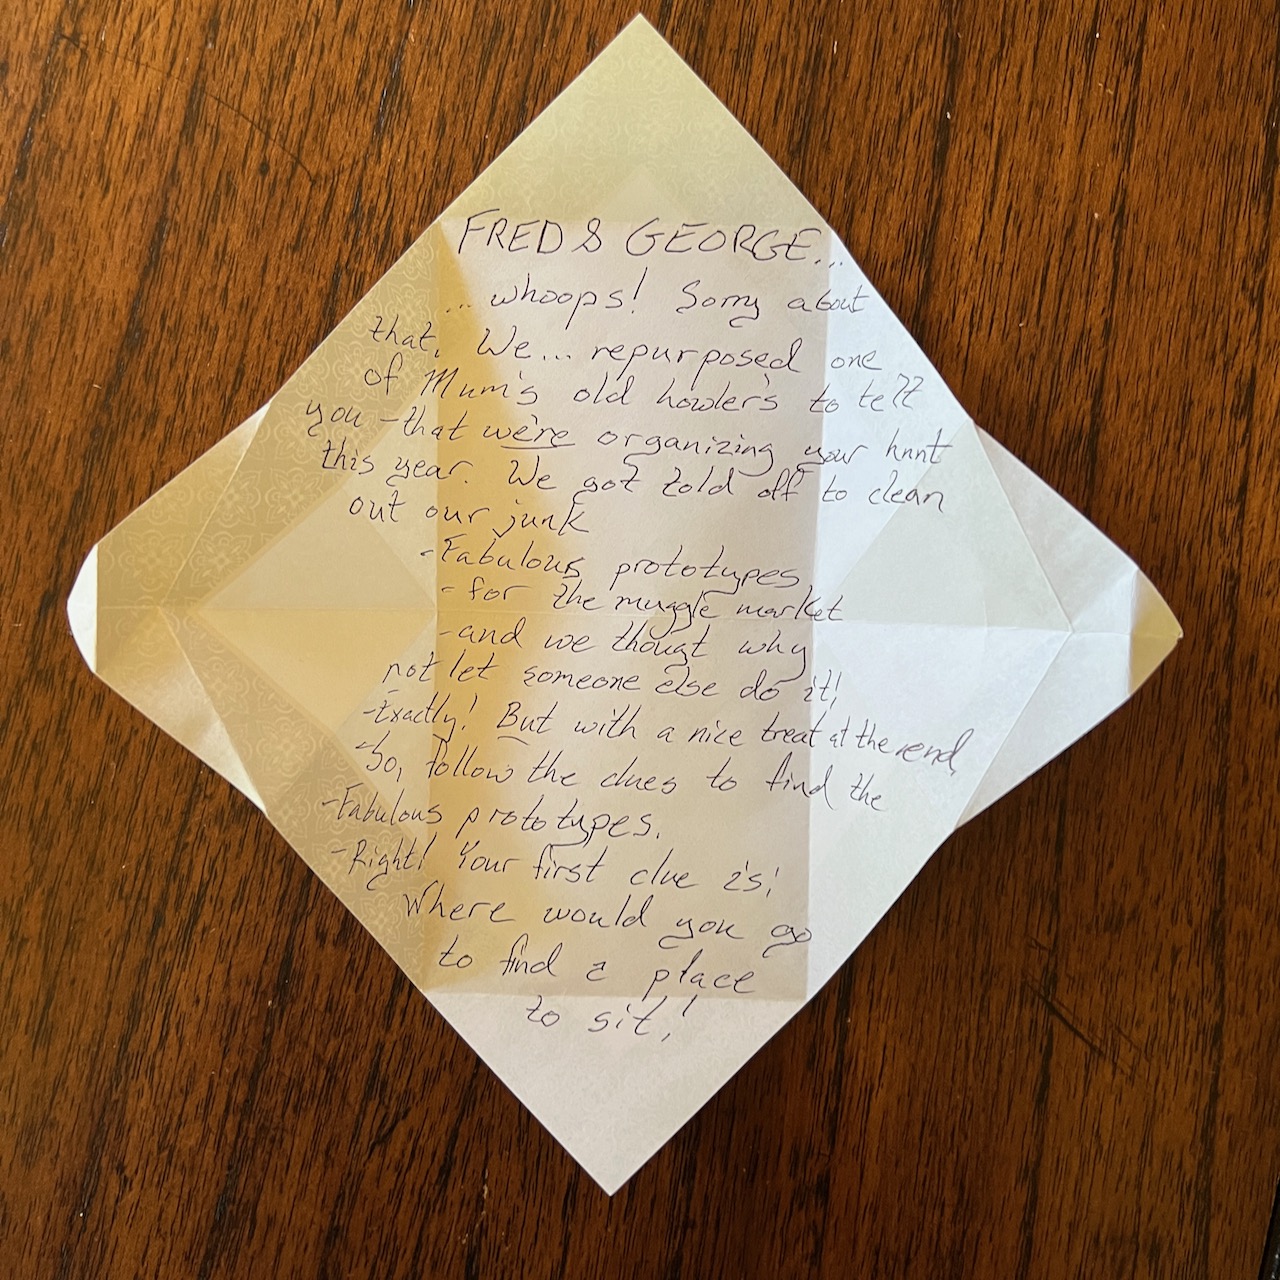 FRED & GEORGE...
... whoops! Sorry about
that. We... repurposed one
of Mum's old howler's to tell
you - that we're organizing your hunt
this year. We got told off to clean
out our junk
- Fabulous prototypes
- for the muggle market
- and we thougt why
not let someone else do it!
- Exactly! But with a nice treat at the end.
- So, follow the clues to find the
- Fabulous prototypes.
- Right! Your first clue is:
Where would you go
to find a place
to sit!